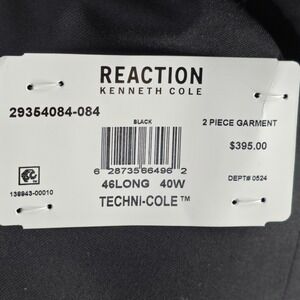 REACTION
KENNETH COLE
29354084-084
BLACK
2 PIECE GARMENT
$395.00
6 28735 66496 2
46LONG 40W
DEPT# 0524
138943-00010
TECHNI-COLE™